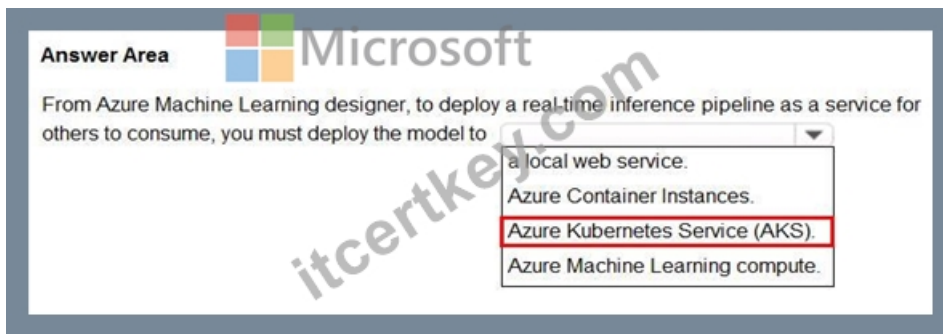 Answer Area
Microsoft
From Azure Machine Learning designer, to deploy a real-time inference pipeline as a service for
others to consume, you must deploy the model to
a local web service.
Azure Container Instances.
Azure Kubernetes Service (AKS).
Azure Machine Learning compute.
itcertkey.com